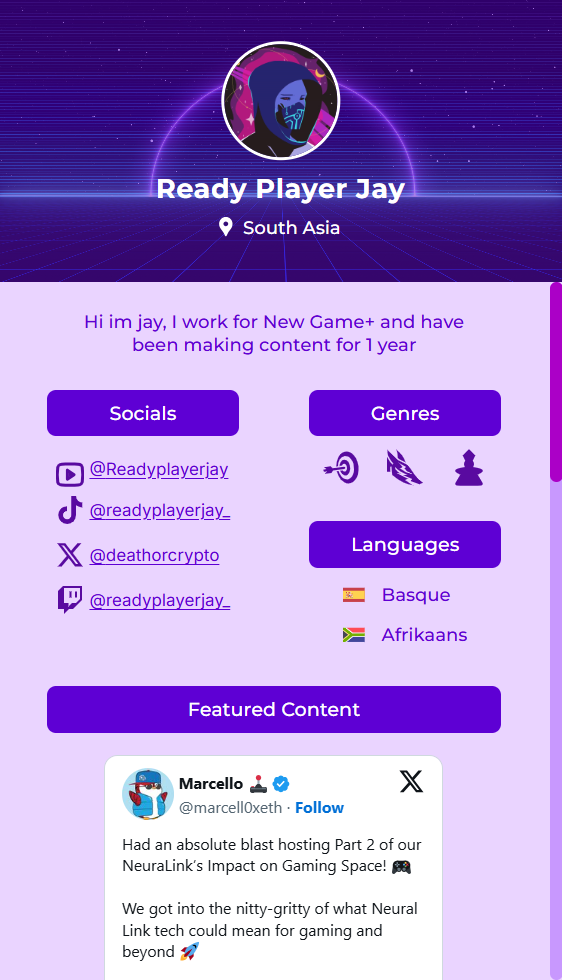 Ready Player Jay
South Asia
Hi im jay, I work for New Game+ and have
been making content for 1 year
Socials
@Readyplayerjay
@readyplayerjay_
@deathorcrypto
@readyplayerjay_
Genres
Languages
Basque
Afrikaans
Featured Content
Marcello 🕹️
@marcell0xeth · Follow
Had an absolute blast hosting Part 2 of our
NeuraLink's Impact on Gaming Space! 🎮
We got into the nitty-gritty of what Neural
Link tech could mean for gaming and
beyond 🚀